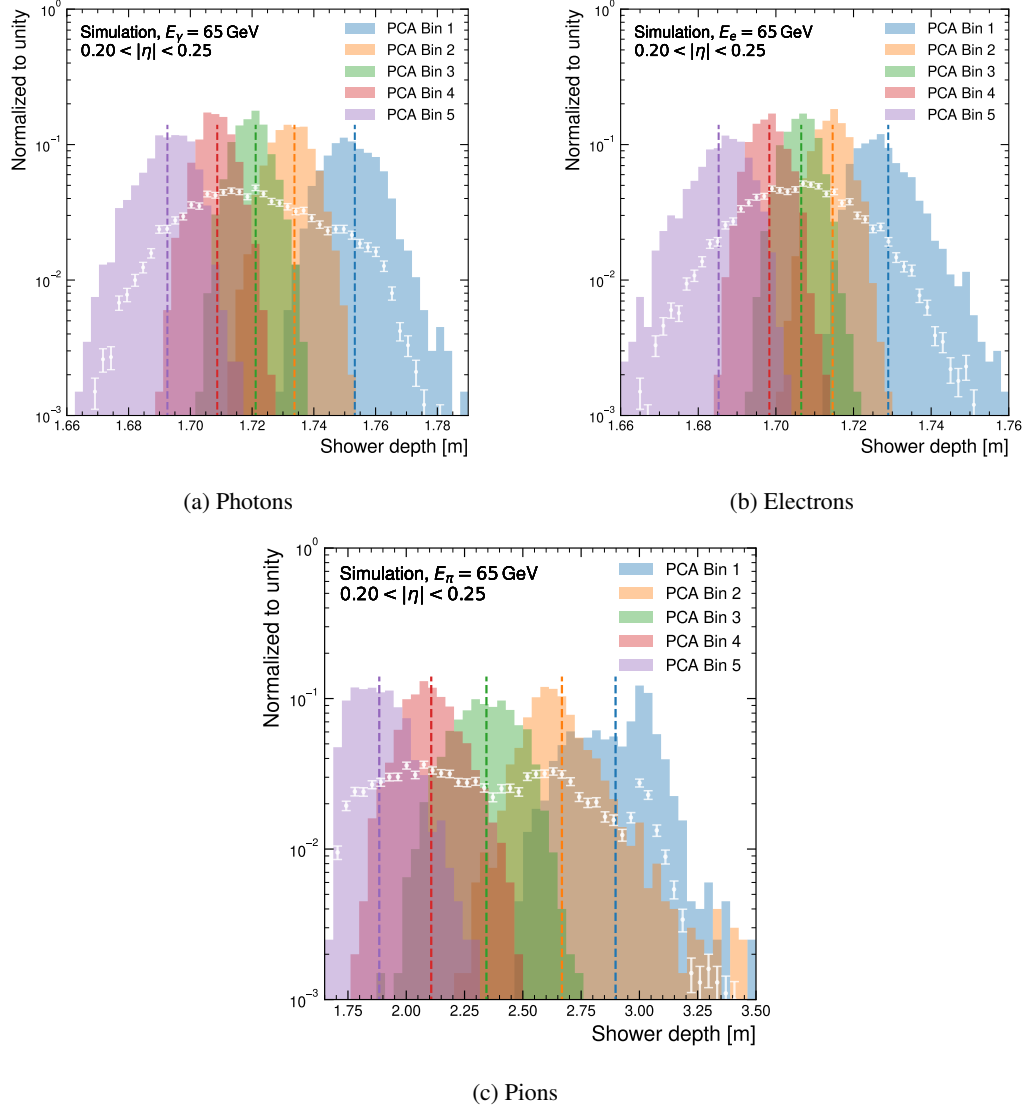 Normalized to unity
10^0
10^-1
10^-2
10^-3
Simulation, E_γ = 65 GeV
0.20 < |η| < 0.25
PCA Bin 1
PCA Bin 2
PCA Bin 3
PCA Bin 4
PCA Bin 5
1.66 1.68 1.70 1.72 1.74 1.76 1.78
Shower depth [m]
(a) Photons
Normalized to unity
10^0
10^-1
10^-2
10^-3
Simulation, E_e = 65 GeV
0.20 < |η| < 0.25
PCA Bin 1
PCA Bin 2
PCA Bin 3
PCA Bin 4
PCA Bin 5
1.66 1.68 1.70 1.72 1.74 1.76
Shower depth [m]
(b) Electrons
Normalized to unity
10^0
10^-1
10^-2
10^-3
Simulation, E_π = 65 GeV
0.20 < |η| < 0.25
PCA Bin 1
PCA Bin 2
PCA Bin 3
PCA Bin 4
PCA Bin 5
1.75 2.00 2.25 2.50 2.75 3.00 3.25 3.50
Shower depth [m]
(c) Pions